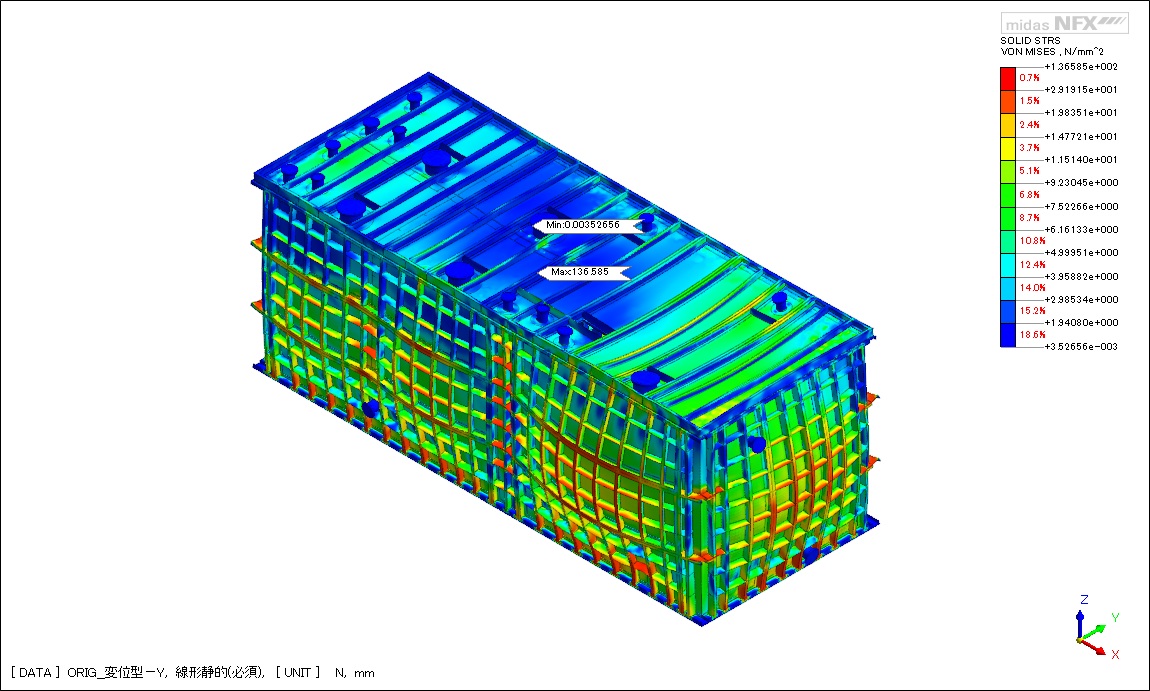 midas NFX
SOLID STRS
VON MISES , N/mm^2
+1.36585e+002
0.7%
+2.91915e+001
1.5%
+1.98351e+001
2.4%
+1.47721e+001
3.7%
+1.15140e+001
5.1%
+9.23045e+000
6.8%
+7.52266e+000
8.7%
+6.16133e+000
10.8%
+4.99951e+000
12.4%
+3.95882e+000
14.0%
+2.98534e+000
15.2%
+1.94080e+000
18.6%
+3.52656e-003
Min:0.00352656
Max:136.585
Z
Y
X
[ DATA ] ORIG_変位型－Y, 線形静的(必須), [ UNIT ] N, mm